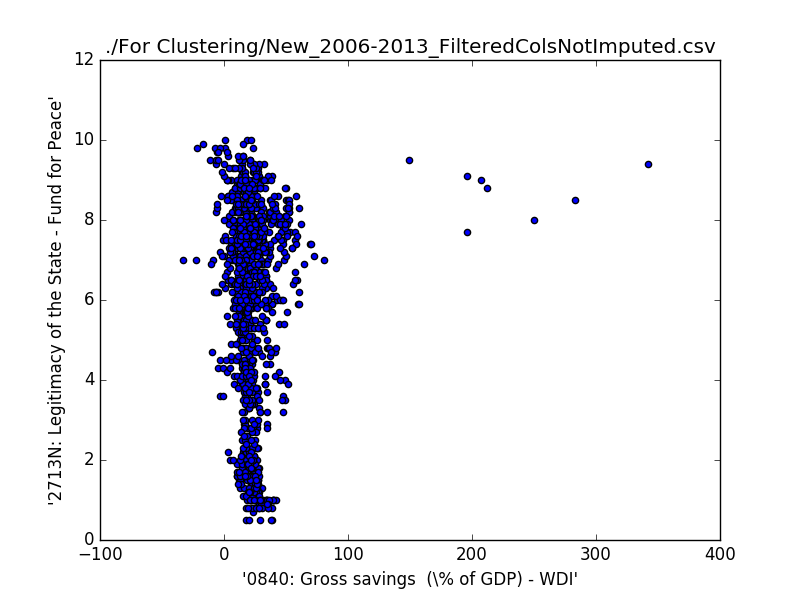 ./For Clustering/New_2006-2013_FilteredColsNotImputed.csv
12
10
8
6
4
2
0
'2713N: Legitimacy of the State - Fund for Peace'
−100 0 100 200 300 400
'0840: Gross savings  (\% of GDP) - WDI'